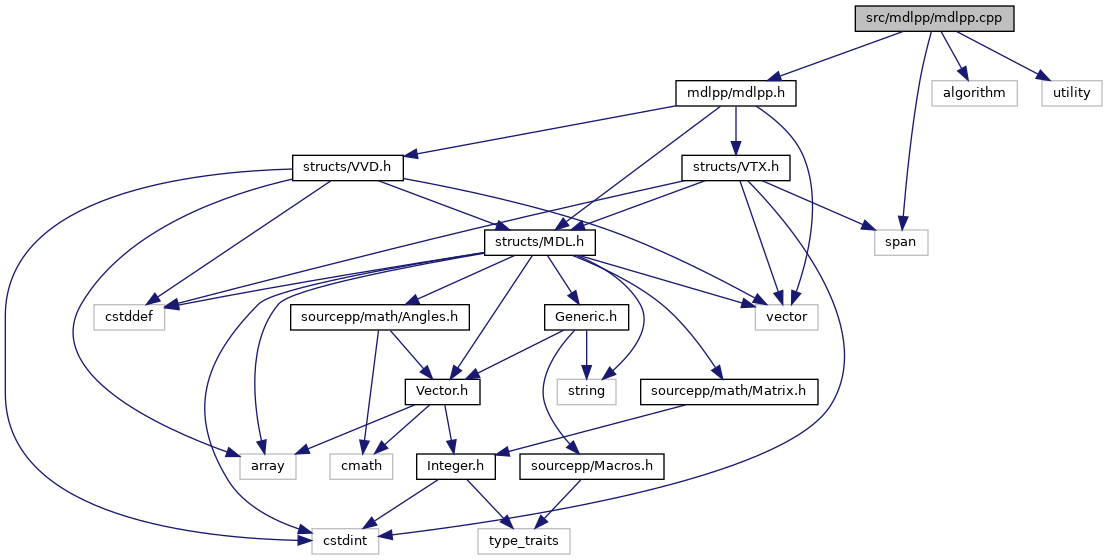 src/mdlpp/mdlpp.cpp
mdlpp/mdlpp.h
algorithm
utility
structs/VVD.h
structs/VTX.h
structs/MDL.h
span
cstddef
sourcepp/math/Angles.h
Generic.h
vector
Vector.h
string
sourcepp/math/Matrix.h
array
cmath
Integer.h
sourcepp/Macros.h
cstdint
type_traits